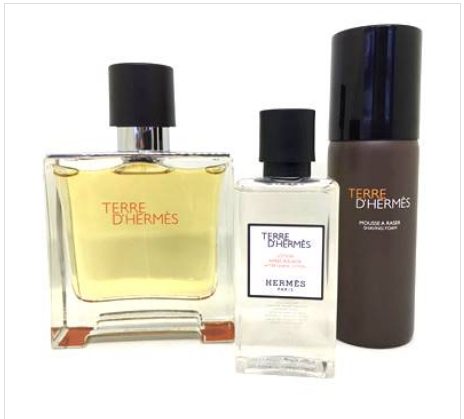 TERRE
D'HERMÈS
TERRE
D'HERMÈS
LOTION
APRÈS-RASAGE
AFTER-SHAVE LOTION
HERMÈS
PARIS
TERRE
D'HERMÈS
MOUSSE A RASER
SHAVING FOAM